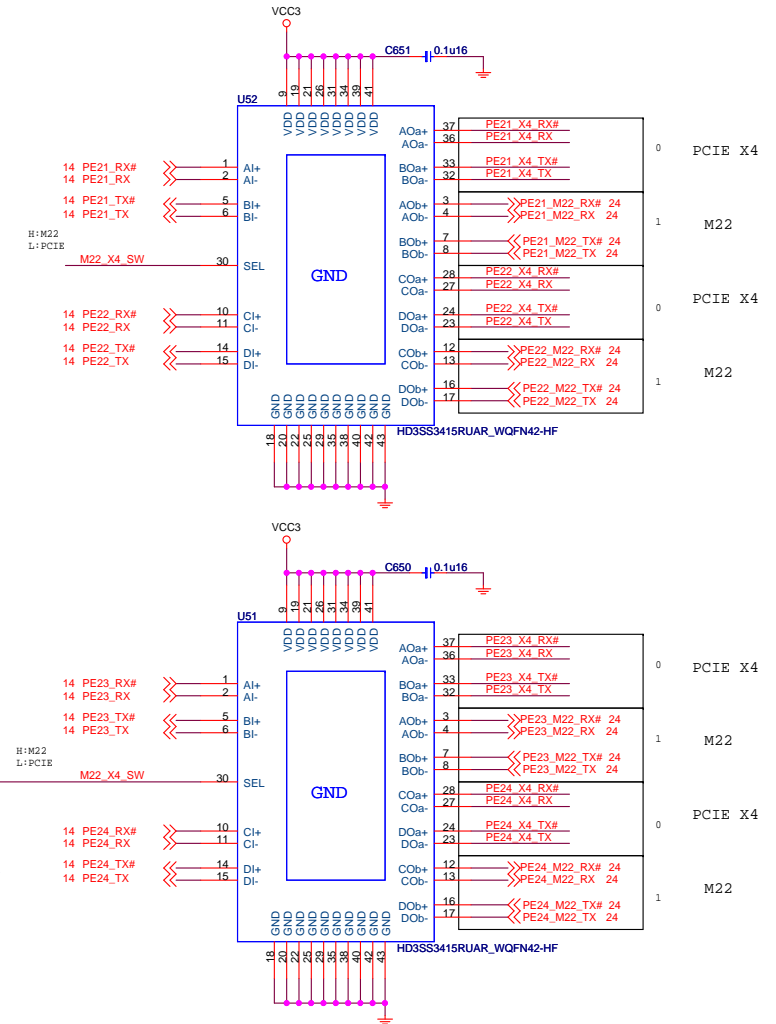 VCC3
C651 0.1u16
9 19 21 26 31 34 39 41
U52
VDD VDD VDD VDD VDD VDD VDD VDD
14 PE21_RX# 1 AI+
14 PE21_RX 2 AI-
14 PE21_TX# 5 BI+
14 PE21_TX 6 BI-
H:M22
L:PCIE
M22_X4_SW 30 SEL
14 PE22_RX# 10 CI+
14 PE22_RX 11 CI-
14 PE22_TX# 14 DI+
14 PE22_TX 15 DI-
GND
AOa+ 37 PE21_X4_RX#
AOa- 36 PE21_X4_RX
0 PCIE X4
BOa+ 33 PE21_X4_TX#
BOa- 32 PE21_X4_TX
AOb+ 3 PE21_M22_RX# 24
AOb- 4 PE21_M22_RX 24
1 M22
BOb+ 7 PE21_M22_TX# 24
BOb- 8 PE21_M22_TX 24
COa+ 28 PE22_X4_RX#
COa- 27 PE22_X4_RX
0 PCIE X4
DOa+ 24 PE22_X4_TX#
DOa- 23 PE22_X4_TX
COb+ 12 PE22_M22_RX# 24
COb- 13 PE22_M22_RX 24
1 M22
DOb+ 16 PE22_M22_TX# 24
DOb- 17 PE22_M22_TX 24
GND GND GND GND GND GND GND GND GND GND
HD3SS3415RUAR_WQFN42-HF
18 20 22 25 29 35 38 40 42 43
VCC3
C650 0.1u16
9 19 21 26 31 34 39 41
U51
VDD VDD VDD VDD VDD VDD VDD VDD
14 PE23_RX# 1 AI+
14 PE23_RX 2 AI-
14 PE23_TX# 5 BI+
14 PE23_TX 6 BI-
H:M22
L:PCIE
M22_X4_SW 30 SEL
14 PE24_RX# 10 CI+
14 PE24_RX 11 CI-
14 PE24_TX# 14 DI+
14 PE24_TX 15 DI-
GND
AOa+ 37 PE23_X4_RX#
AOa- 36 PE23_X4_RX
0 PCIE X4
BOa+ 33 PE23_X4_TX#
BOa- 32 PE23_X4_TX
AOb+ 3 PE23_M22_RX# 24
AOb- 4 PE23_M22_RX 24
1 M22
BOb+ 7 PE23_M22_TX# 24
BOb- 8 PE23_M22_TX 24
COa+ 28 PE24_X4_RX#
COa- 27 PE24_X4_RX
0 PCIE X4
DOa+ 24 PE24_X4_TX#
DOa- 23 PE24_X4_TX
COb+ 12 PE24_M22_RX# 24
COb- 13 PE24_M22_RX 24
1 M22
DOb+ 16 PE24_M22_TX# 24
DOb- 17 PE24_M22_TX 24
GND GND GND GND GND GND GND GND GND GND
HD3SS3415RUAR_WQFN42-HF
18 20 22 25 29 35 38 40 42 43